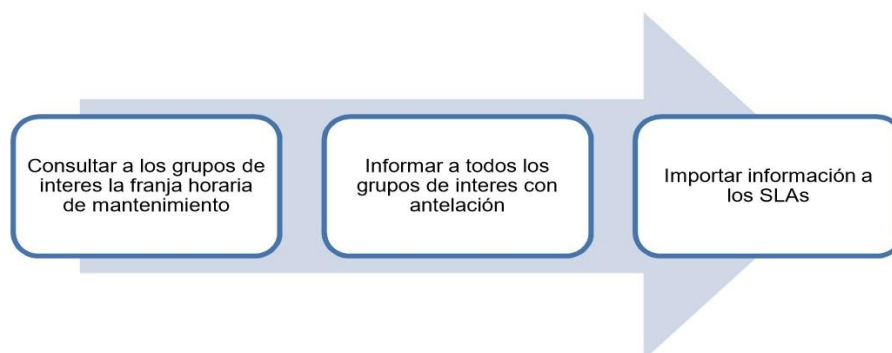 Consultar a los grupos de
interes la franja horaria
de mantenimiento
Informar a todos los
grupos de interes con
antelación
Importar información a
los SLAs